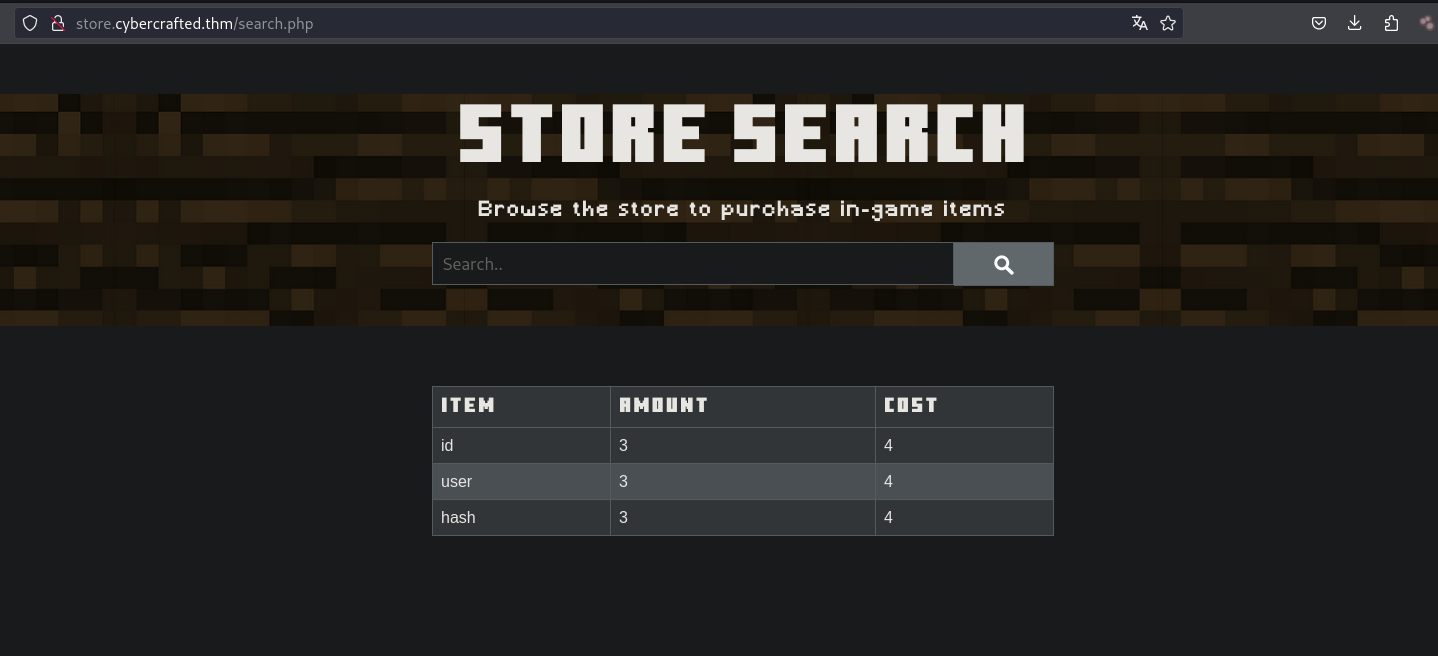 store.cybercrafted.thm/search.php
STORE SEARCH
Browse the store to purchase in-game items
Search..
ITEM AMOUNT COST
id 3 4
user 3 4
hash 3 4